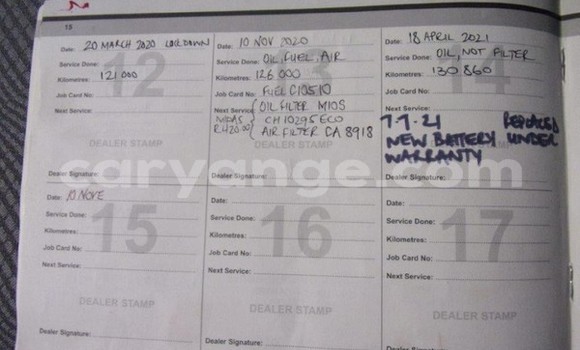 15
Date: 20 MARCH 2020 LOCKDOWN
Service Done:
Kilometres: 121 000
Job Card No:
Next Service:
12
DEALER STAMP
Dealer Signature:
Date: 10 NOV 2020
Service Done: OIL, FUEL, AIR
Kilometres: 126 000
Job Card No: FUEL C10510
Next Service: OIL FILTER M10S
MIDAS CH10295ECO
R420.00 AIR FILTER CA 8918
13
DEALER STAMP
Dealer Signature:
Date: 18 APRIL 2021
Service Done: OIL, NOT FILTER
Kilometres: 130 860
Job Card No:
Next Service:
14
7.7.21 REPLACED
NEW BATTERY UNDER
WARRANTY
Dealer Signature:
Date: 10 NOVE
Service Done:
Kilometres:
Job Card No:
Next Service:
15
DEALER STAMP
Dealer Signature:
Date:
Service Done:
Kilometres:
Job Card No:
Next Service:
16
DEALER STAMP
Dealer Signature:
Date:
Service Done:
Kilometres:
Job Card No:
Next Service:
17
DEALER STAMP
Dealer Signature:
caryange.com